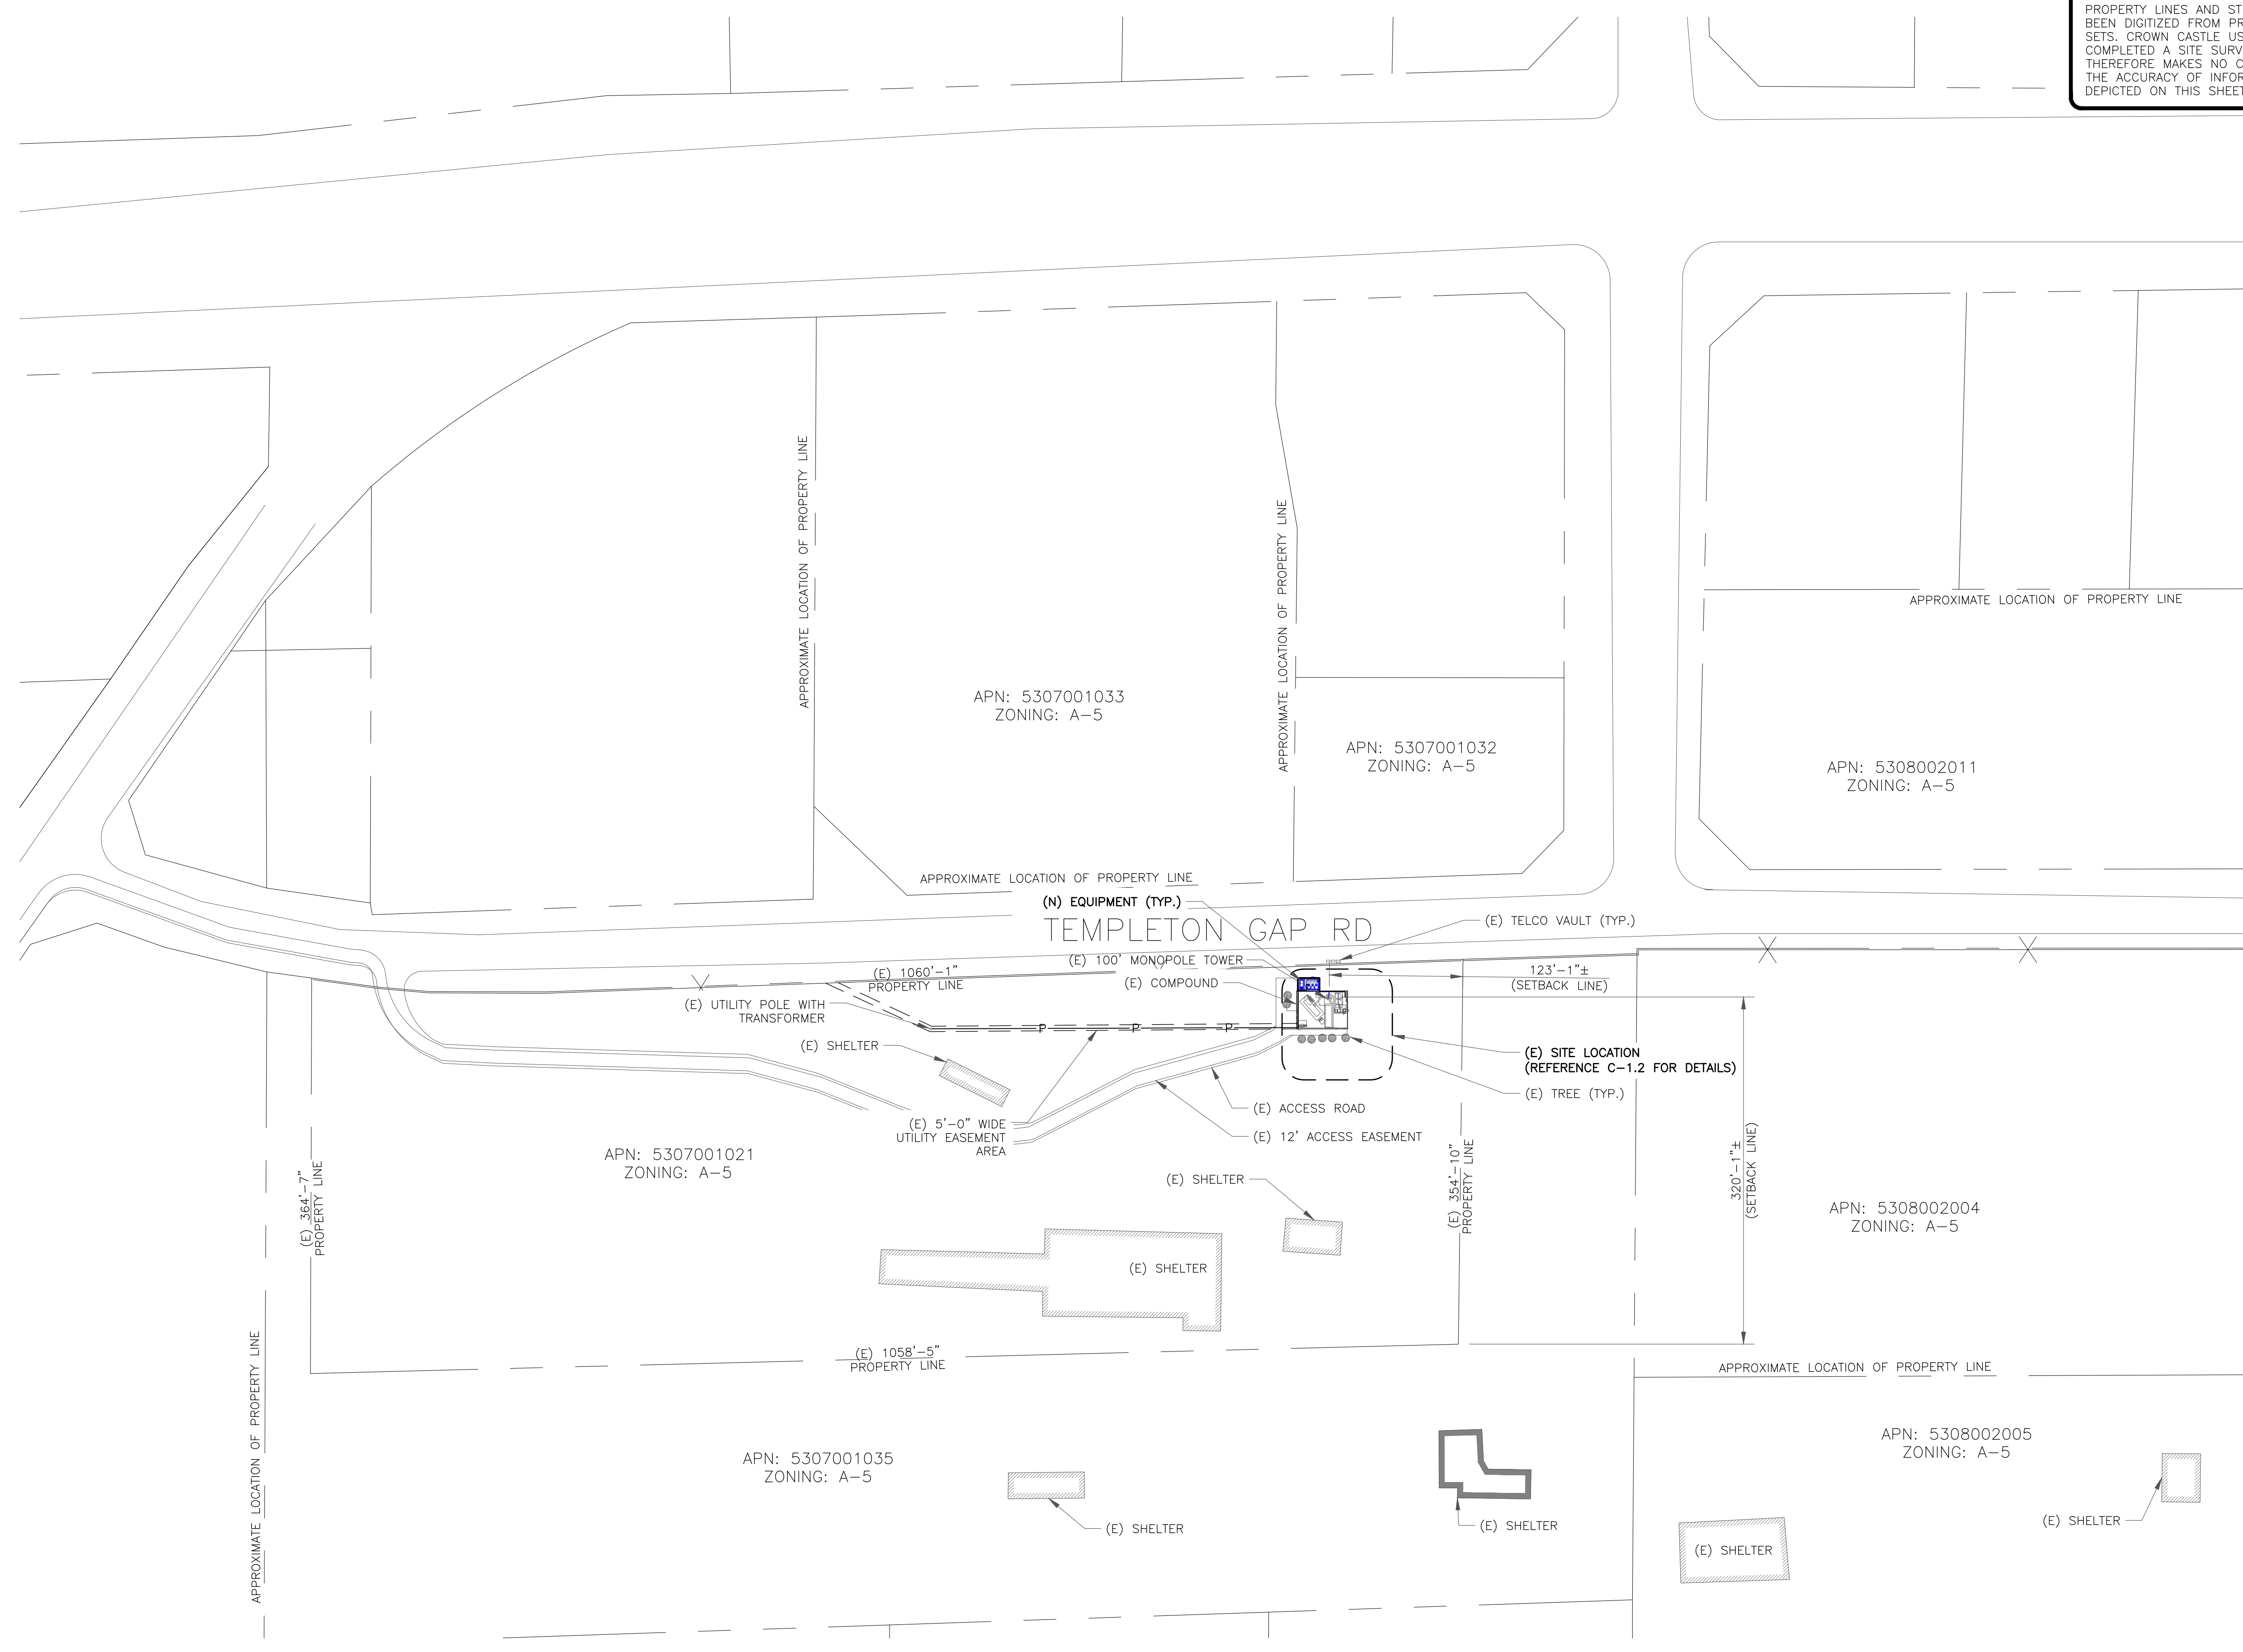 PROPERTY LINES AND ST
BEEN DIGITIZED FROM PR
SETS. CROWN CASTLE US
COMPLETED A SITE SURV
THEREFORE MAKES NO C
THE ACCURACY OF INFOR
DEPICTED ON THIS SHEET
APPROXIMATE LOCATION OF PROPERTY LINE
APPROXIMATE LOCATION OF PROPERTY LINE
APPROXIMATE LOCATION OF PROPERTY LINE
APN: 5307001033
ZONING: A-5
APN: 5307001032
ZONING: A-5
APN: 5308002011
ZONING: A-5
APPROXIMATE LOCATION OF PROPERTY LINE
(N) EQUIPMENT (TYP.)
TEMPLETON GAP RD
(E) TELCO VAULT (TYP.)
(E) 100' MONOPOLE TOWER
(E) 1060'-1"
PROPERTY LINE
(E) COMPOUND
123'-1"±
(SETBACK LINE)
(E) UTILITY POLE WITH
TRANSFORMER
P P P
(E) SHELTER
(E) SITE LOCATION
(REFERENCE C-1.2 FOR DETAILS)
(E) TREE (TYP.)
(E) ACCESS ROAD
(E) 5'-0" WIDE
UTILITY EASEMENT
AREA
(E) 12' ACCESS EASEMENT
APN: 5307001021
ZONING: A-5
(E) 364'-7"
PROPERTY LINE
(E) SHELTER
(E) 354'-10"
PROPERTY LINE
320'-1"±
(SETBACK LINE)
APN: 5308002004
ZONING: A-5
(E) SHELTER
(E) 1058'-5"
PROPERTY LINE
APPROXIMATE LOCATION OF PROPERTY LINE
APPROXIMATE LOCATION OF PROPERTY LINE
APN: 5307001035
ZONING: A-5
APN: 5308002005
ZONING: A-5
(E) SHELTER
(E) SHELTER
(E) SHELTER
(E) SHELTER